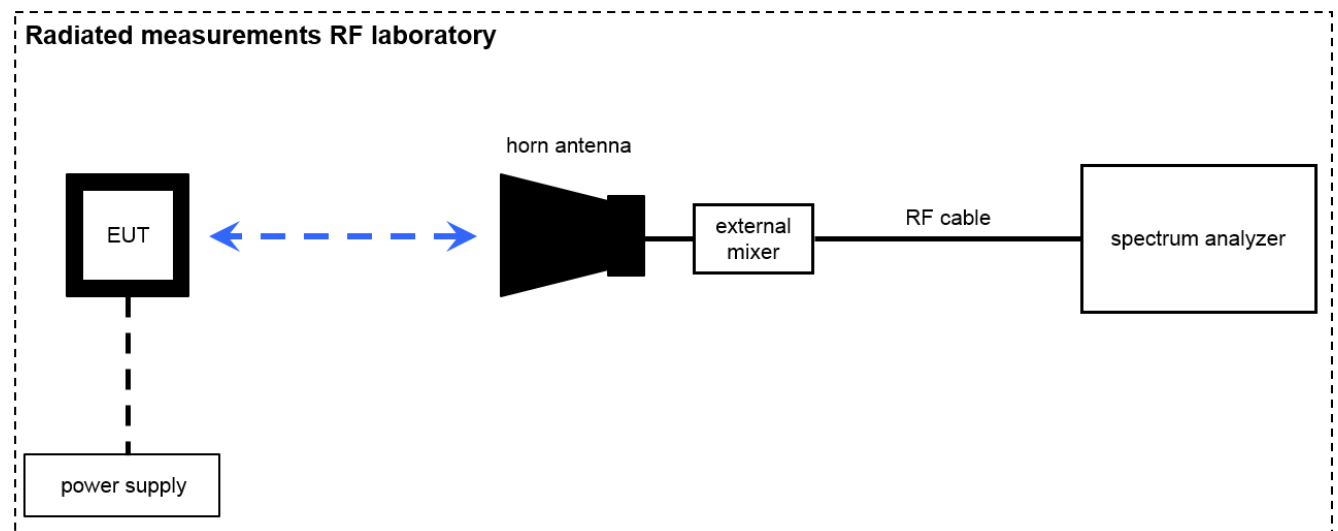 Radiated measurements RF laboratory
horn antenna
EUT
external
mixer
RF cable
spectrum analyzer
power supply